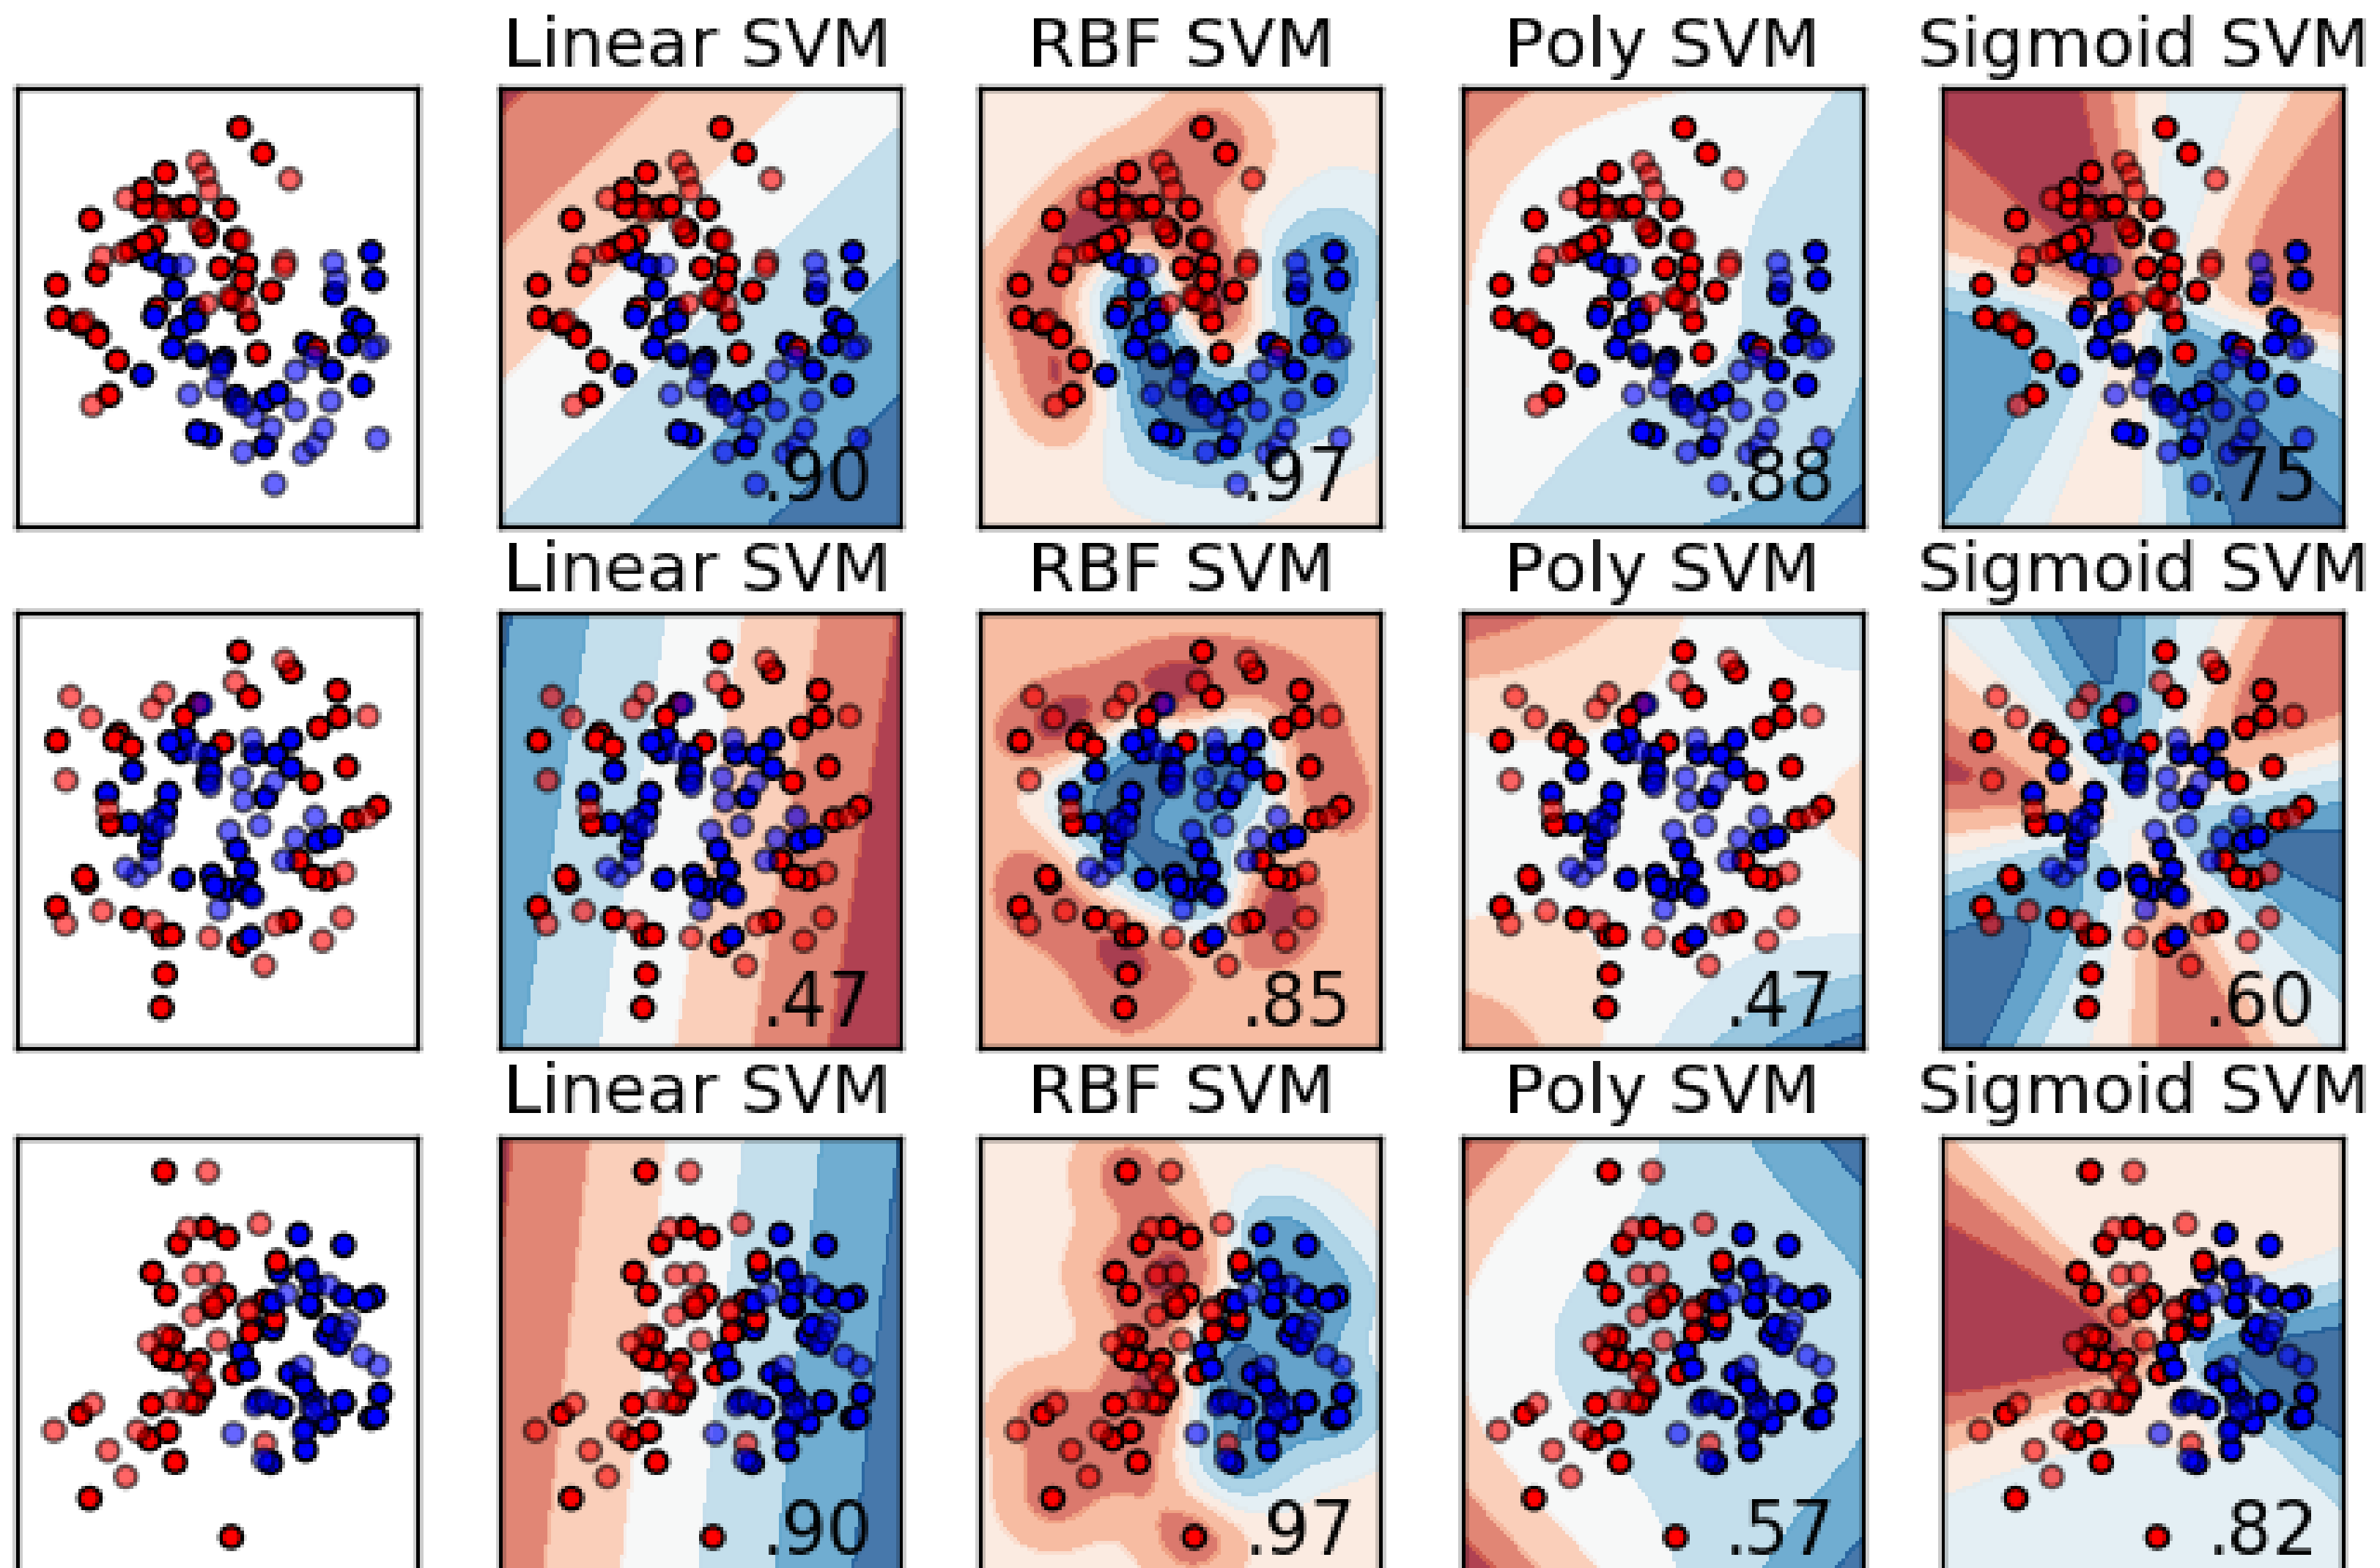 Linear SVM RBF SVM Poly SVM Sigmoid SVM
.90 .97 .88 .75
Linear SVM RBF SVM Poly SVM Sigmoid SVM
.47 .85 .47 .60
Linear SVM RBF SVM Poly SVM Sigmoid SVM
.90 .97 .57 .82